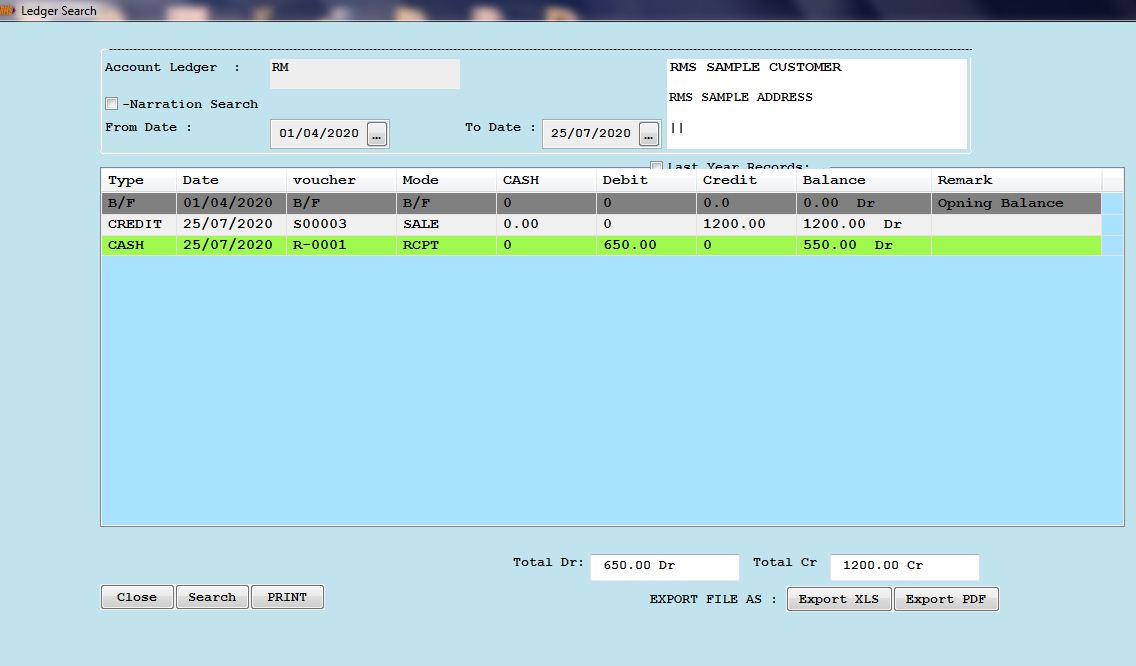 Ledger Search
Account Ledger : RM
RMS SAMPLE CUSTOMER
RMS SAMPLE ADDRESS
||
-Narration Search
From Date : 01/04/2020 ... To Date : 25/07/2020 ...
Last Year Records:
Type Date voucher Mode CASH Debit Credit Balance Remark
B/F 01/04/2020 B/F B/F 0 0 0.0 0.00 Dr Opning Balance
CREDIT 25/07/2020 S00003 SALE 0.00 0 1200.00 1200.00 Dr
CASH 25/07/2020 R-0001 RCPT 0 650.00 0 550.00 Dr
Total Dr: 650.00 Dr Total Cr 1200.00 Cr
Close Search PRINT EXPORT FILE AS : Export XLS Export PDF